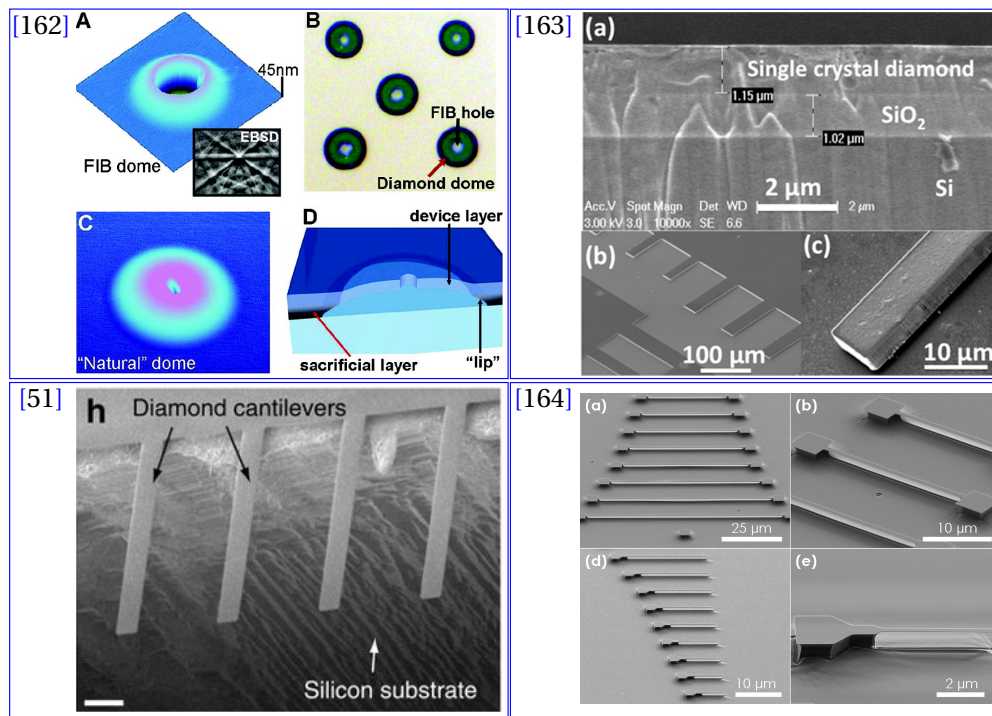 [162]
A
45nm
EBSD
FIB dome
B
FIB hole
Diamond dome
C
"Natural" dome
D
device layer
sacrificial layer
"lip"
[163]
(a)
Single crystal diamond
1.15 µm
SiO2
1.02 µm
2 µm
Si
Acc.V Spot Magn Det WD 2 µm
3.00 kV 3.0 10000x SE 6.6
(b)
100 µm
(c)
10 µm
[51]
h
Diamond cantilevers
Silicon substrate
[164]
(a)
25 µm
(b)
10 µm
(d)
10 µm
(e)
2 µm